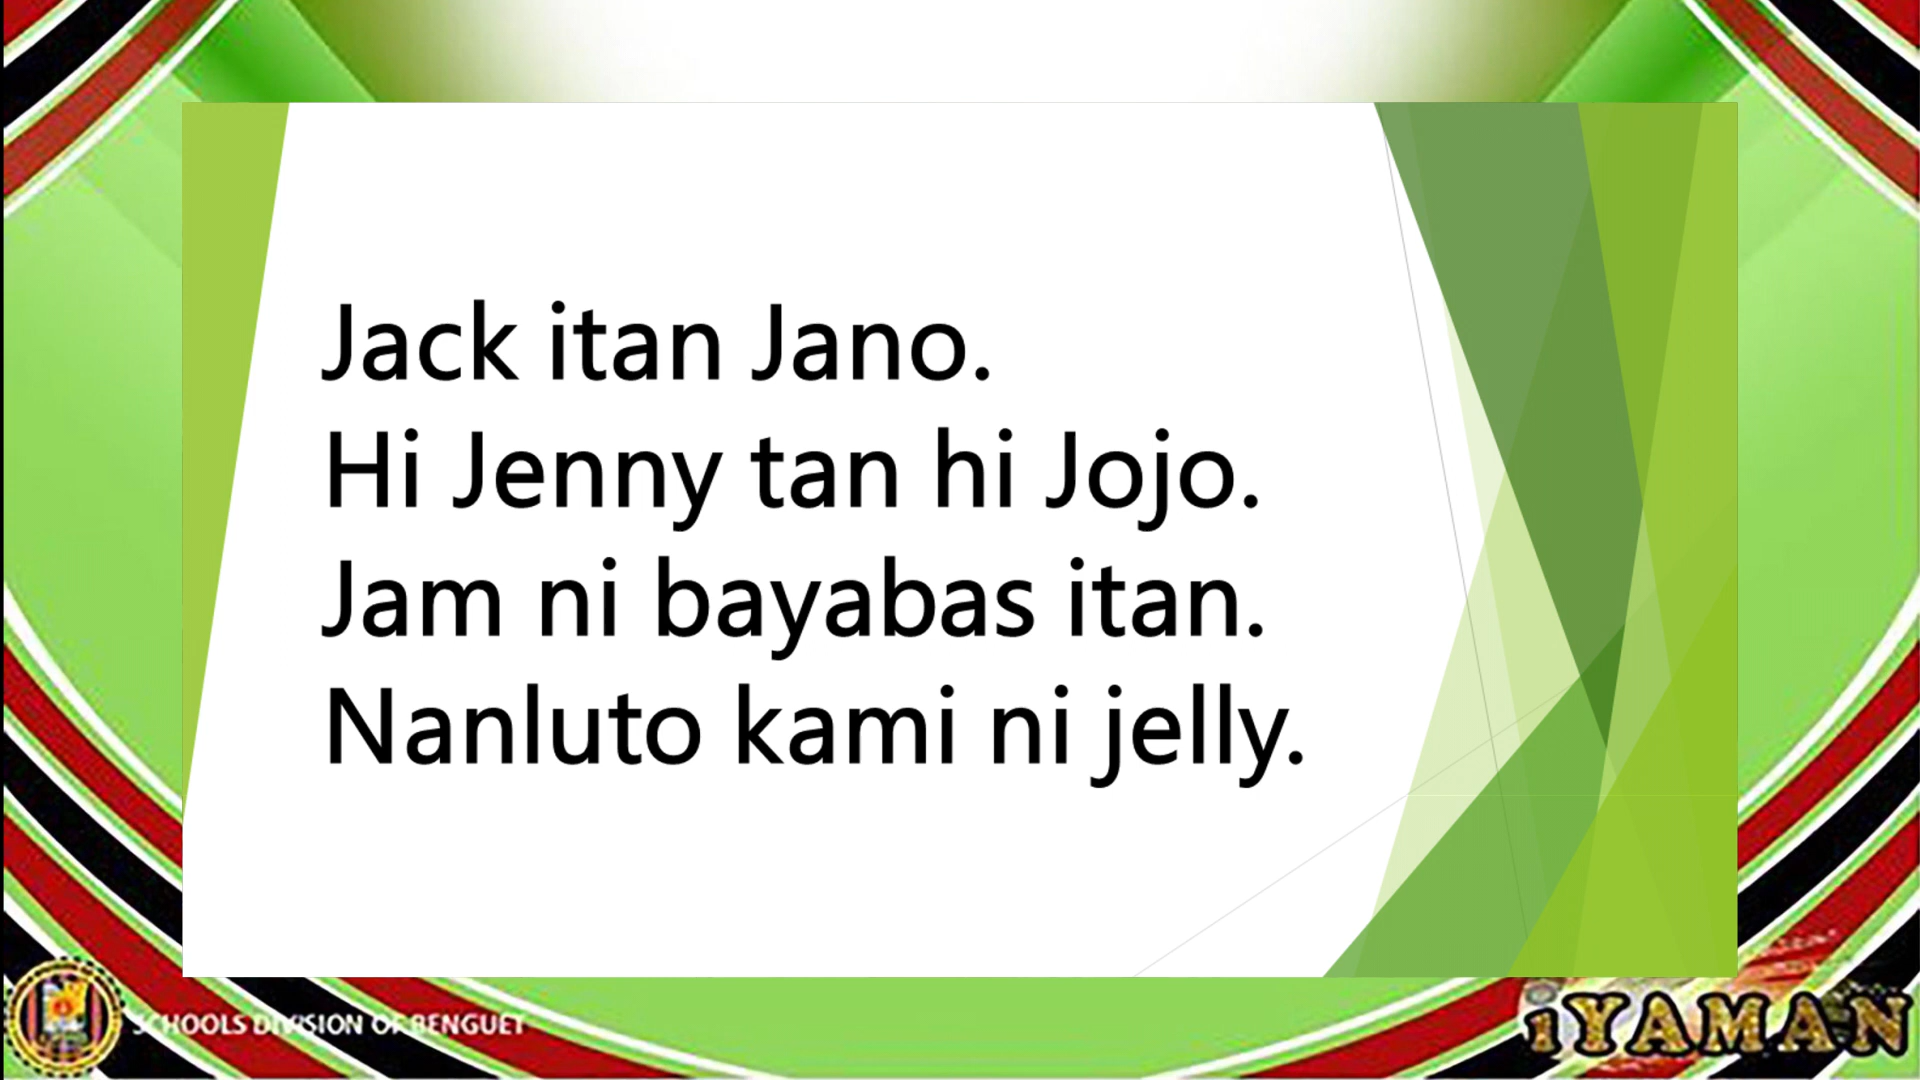 Jack itan Jano.
Hi Jenny tan hi Jojo.
Jam ni bayabas itan.
Nanluto kami ni jelly.
SCHOOLS DIVISION OF BENGUET
iYAMAN